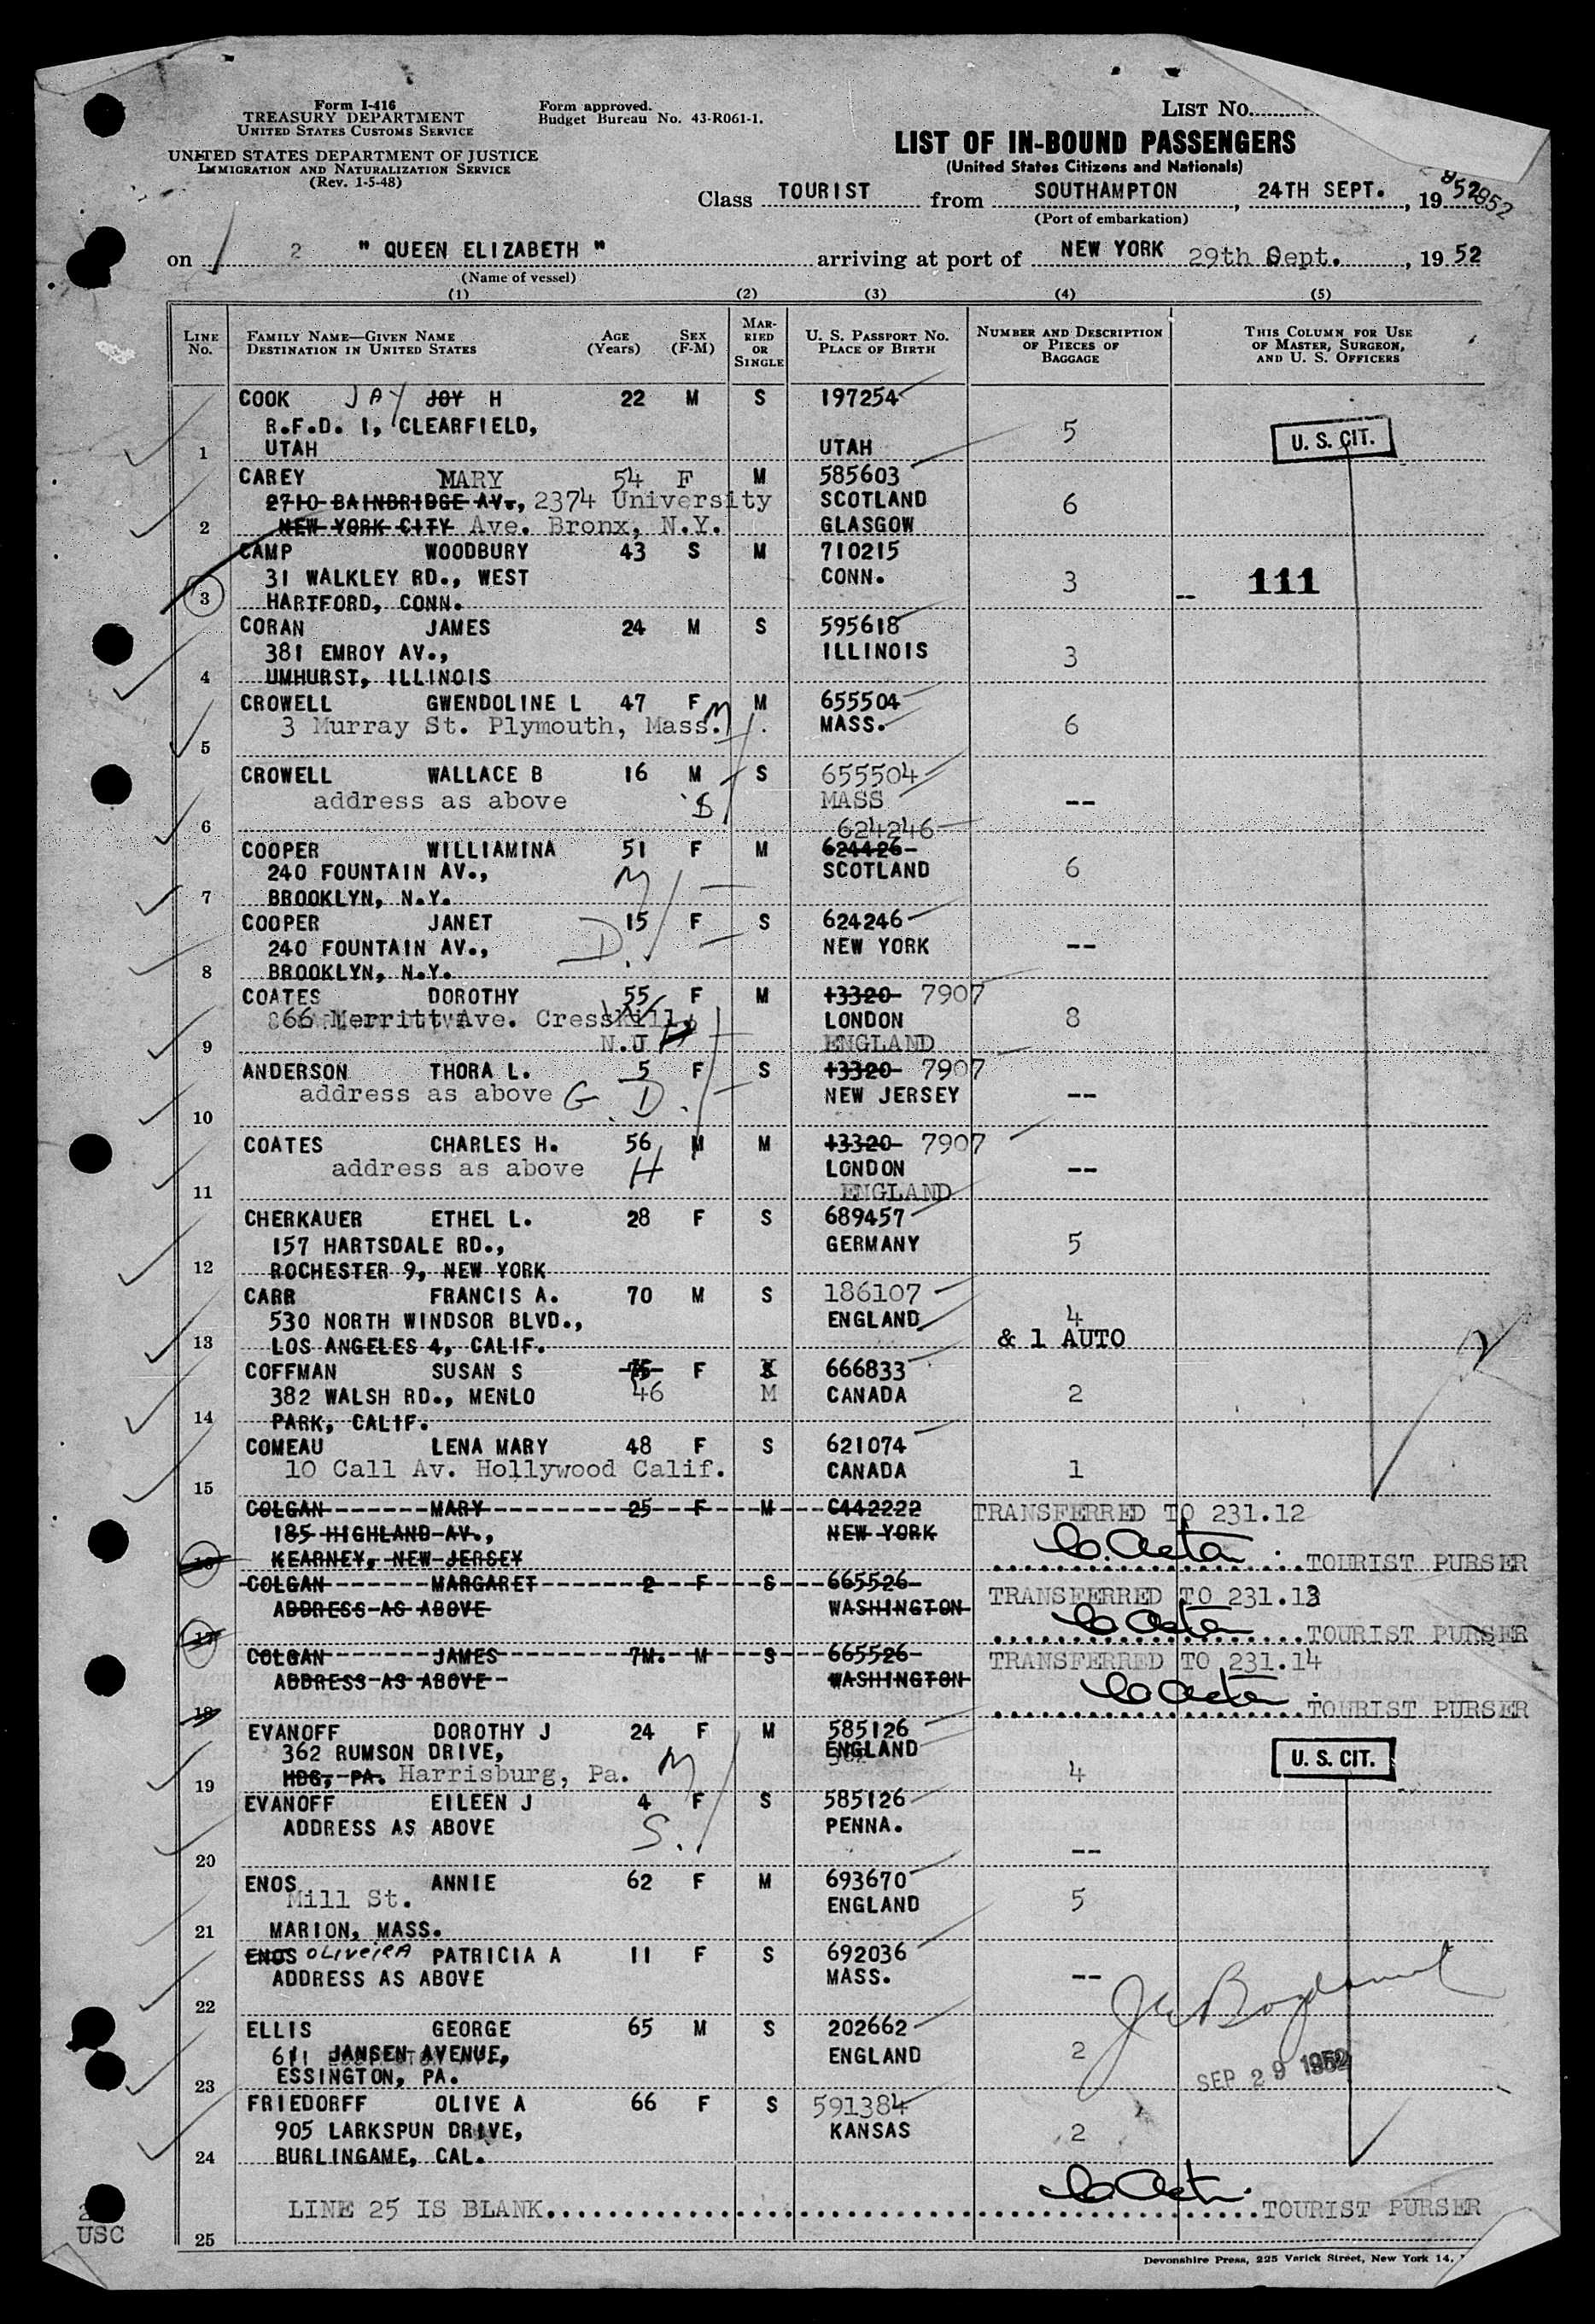 Form I-416
TREASURY DEPARTMENT
UNITED STATES CUSTOMS SERVICE
UNITED STATES DEPARTMENT OF JUSTICE
IMMIGRATION AND NATURALIZATION SERVICE
(Rev. 1-5-48)
Form approved.
Budget Bureau No. 43-R061-1.
LIST NO.
LIST OF IN-BOUND PASSENGERS
(United States Citizens and Nationals)
Class TOURIST from SOUTHAMPTON, 24TH SEPT., 1952
(Port of embarkation)
on 2 " QUEEN ELIZABETH " arriving at port of NEW YORK 29th Sept., 1952
(Name of vessel)
(1) (2) (3) (4) (5)
LINE No. FAMILY NAME—GIVEN NAME DESTINATION IN UNITED STATES AGE (Years) SEX (F-M) MARRIED OR SINGLE U. S. PASSPORT NO. PLACE OF BIRTH NUMBER AND DESCRIPTION OF PIECES OF BAGGAGE THIS COLUMN FOR USE OF MASTER, SURGEON, AND U. S. OFFICERS
COOK JAY JOY H 22 M S 197254
R.F.D. 1, CLEARFIELD, 5 U. S. CIT.
1 UTAH UTAH
CAREY MARY 54 F M 585603
2710 BAINBRIDGE AV., 2374 University SCOTLAND 6
2 NEW YORK CITY Ave. Bronx, N.Y. GLASGOW
CAMP WOODBURY 43 S M 710215
31 WALKLEY RD., WEST CONN. 3 -- 111
3 HARTFORD, CONN.
CORAN JAMES 24 M S 595618
381 EMROY AV., ILLINOIS 3
4 UMHURST, ILLINOIS
CROWELL GWENDOLINE L 47 F M 655504
3 Murray St. Plymouth, Mass. M MASS. 6
5
CROWELL WALLACE B 16 M S 655504
address as above S MASS --
6
624246
COOPER WILLIAMINA 51 F M 624426
240 FOUNTAIN AV., M SCOTLAND 6
7 BROOKLYN, N.Y.
COOPER JANET 15 F S 624246
240 FOUNTAIN AV., D. NEW YORK --
8 BROOKLYN, N.Y.
COATES DOROTHY 55 F M 13320 7907
66 Merritt Ave. Cresskill, W LONDON 8
9 N.J ENGLAND
ANDERSON THORA L. 5 F S 13320 7907
address as above G. D. NEW JERSEY --
10
COATES CHARLES H. 56 M M 13320 7907
address as above H LONDON --
11 ENGLAND
CHERKAUER ETHEL L. 28 F S 689457
157 HARTSDALE RD., GERMANY 5
12 ROCHESTER 9, NEW YORK
CARR FRANCIS A. 70 M S 186107
530 NORTH WINDSOR BLVD., ENGLAND 4
13 LOS ANGELES 4, CALIF. & 1 AUTO
COFFMAN SUSAN S 75 F S 666833
382 WALSH RD., MENLO 46 M CANADA 2
14 PARK, CALIF.
COMEAU LENA MARY 48 F S 621074
10 Call Av. Hollywood Calif. CANADA 1
15
COLGAN MARY 25 F M C442222 TRANSFERRED TO 231.12
185 HIGHLAND AV., NEW YORK
16 KEARNEY, NEW JERSEY TOURIST PURSER
COLGAN MARGARET 2 F S 665526 TRANSFERRED TO 231.13
ADDRESS AS ABOVE WASHINGTON
17 TOURIST PURSER
COLGAN JAMES 7M. M S 665526 TRANSFERRED TO 231.14
ADDRESS AS ABOVE WASHINGTON
18 TOURIST PURSER
EVANOFF DOROTHY J 24 F M 585126
362 RUMSON DRIVE, M ENGLAND U. S. CIT.
19 HDG, PA. Harrisburg, Pa. 4
EVANOFF EILEEN J 4 F S 585126
ADDRESS AS ABOVE S. PENNA.
20 --
ENOS ANNIE 62 F M 693670
Mill St. ENGLAND 5
21 MARION, MASS.
ENOS OLIVEIRA PATRICIA A 11 F S 692036
ADDRESS AS ABOVE MASS. --
22
ELLIS GEORGE 65 M S 202662
611 JANSEN AVENUE, ENGLAND 2
23 ESSINGTON, PA. SEP 29 1952
FRIEDORFF OLIVE A 66 F S 591384
905 LARKSPUN DRIVE, KANSAS 2
24 BURLINGAME, CAL.
LINE 25 IS BLANK TOURIST PURSER
25
USC
Devonshire Press, 225 Varick Street, New York 14,